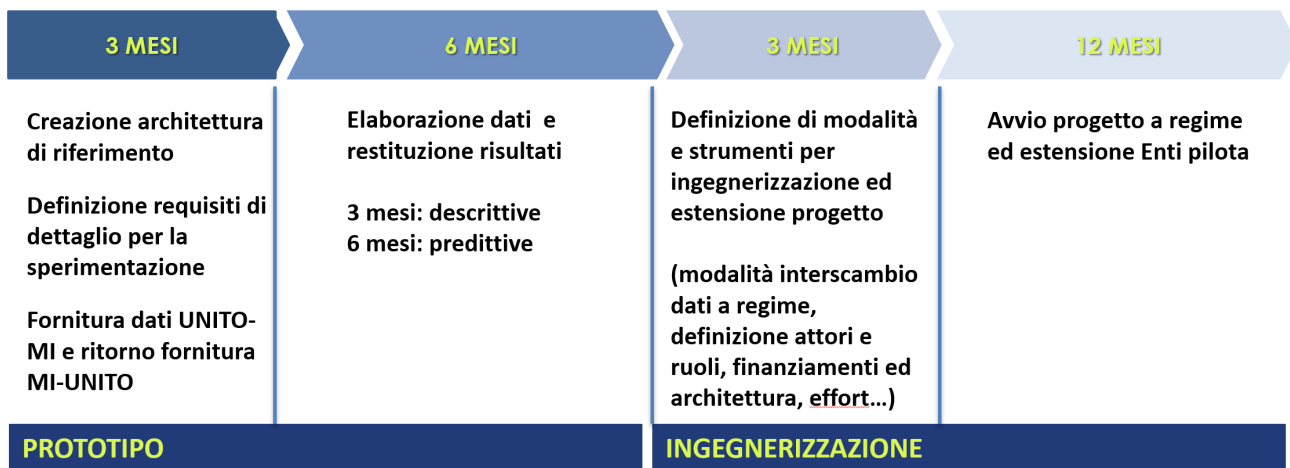 3 MESI
6 MESI
3 MESI
12 MESI
Creazione architettura
di riferimento
Definizione requisiti di
dettaglio per la
sperimentazione
Fornitura dati UNITO-
MI e ritorno fornitura
MI-UNITO
Elaborazione dati e
restituzione risultati
3 mesi: descrittive
6 mesi: predittive
Definizione di modalità
e strumenti per
ingegnerizzazione ed
estensione progetto
(modalità interscambio
dati a regime,
definizione attori e
ruoli, finanziamenti ed
architettura, effort...)
Avvio progetto a regime
ed estensione Enti pilota
PROTOTIPO
INGEGNERIZZAZIONE